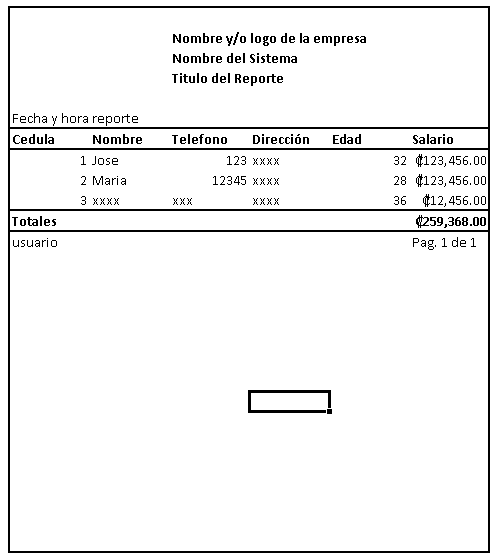 Nombre y/o logo de la empresa
Nombre del Sistema
Titulo del Reporte
Fecha y hora reporte
Cedula Nombre Telefono Dirección Edad Salario
1 Jose 123 xxxx 32 ₡123,456.00
2 Maria 12345 xxxx 28 ₡123,456.00
3 xxxx xxx xxxx 36 ₡12,456.00
Totales ₡259,368.00
usuario Pag. 1 de 1